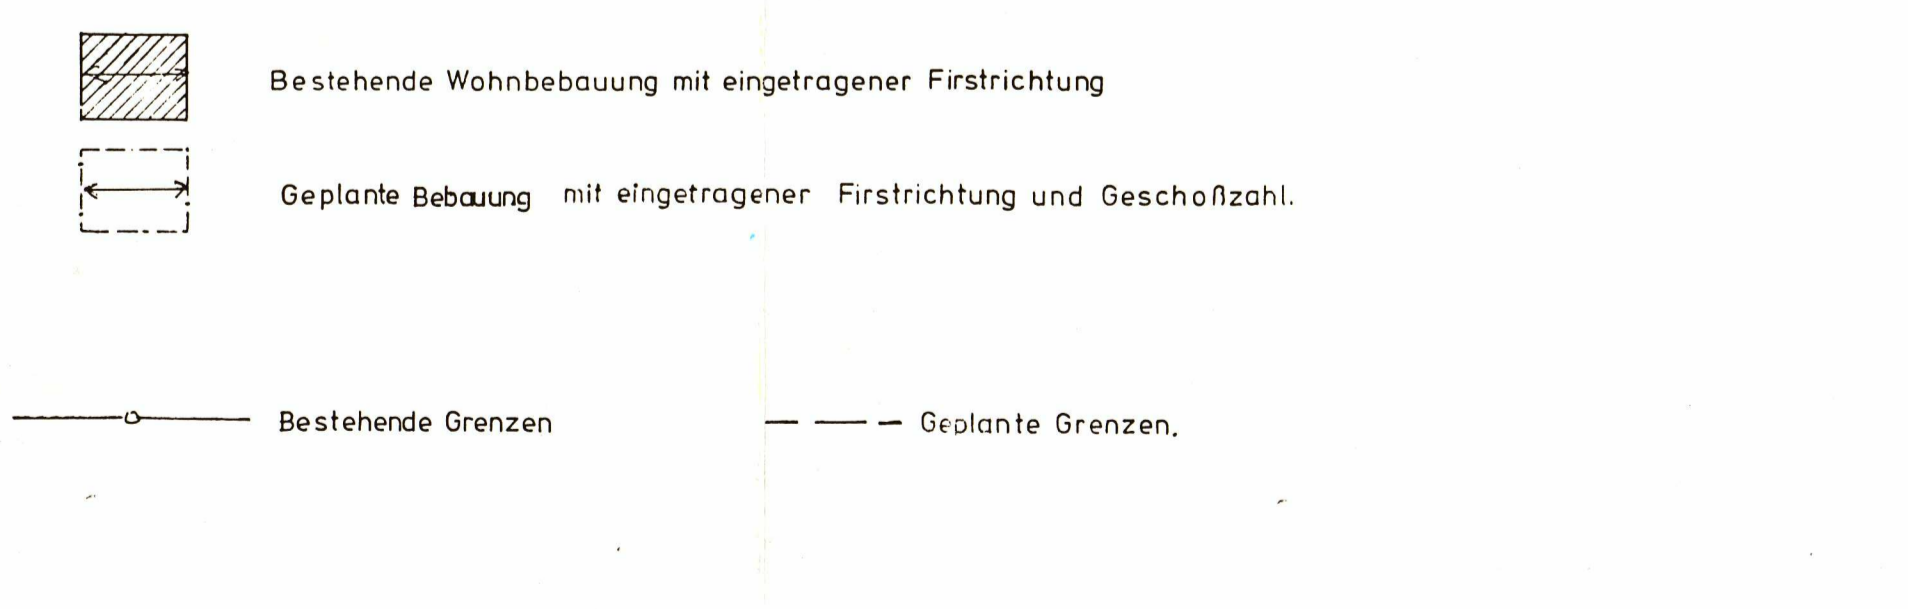 Bestehende Wohnbebauung mit eingetragener Firstrichtung
Geplante Bebauung mit eingetragener Firstrichtung und Geschoßzahl.
Bestehende Grenzen Geplante Grenzen.